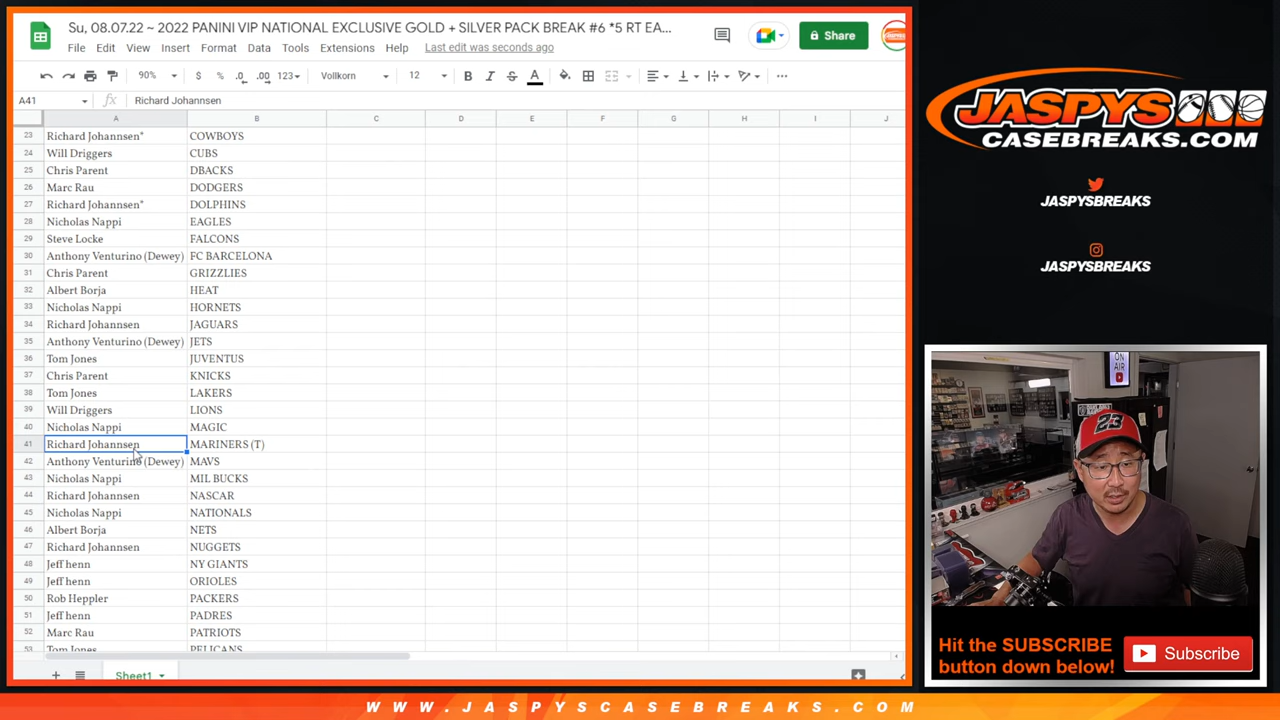 Su, 08.07.22 ~ 2022 PANINI VIP NATIONAL EXCLUSIVE GOLD + SILVER PACK BREAK #6 *5 RT EA...
File Edit View Insert Format Data Tools Extensions Help Last edit was seconds ago
Share
90% $ % .0 .00 123 Vollkorn 12 B I S A
A41 fx Richard Johannsen
A B C D E F G H I J
23 Richard Johannsen* COWBOYS
24 Will Driggers CUBS
25 Chris Parent DBACKS
26 Marc Rau DODGERS
27 Richard Johannsen* DOLPHINS
28 Nicholas Nappi EAGLES
29 Steve Locke FALCONS
30 Anthony Venturino (Dewey) FC BARCELONA
31 Chris Parent GRIZZLIES
32 Albert Borja HEAT
33 Nicholas Nappi HORNETS
34 Richard Johannsen JAGUARS
35 Anthony Venturino (Dewey) JETS
36 Tom Jones JUVENTUS
37 Chris Parent KNICKS
38 Tom Jones LAKERS
39 Will Driggers LIONS
40 Nicholas Nappi MAGIC
41 Richard Johannsen MARINERS (T)
42 Anthony Venturino (Dewey) MAVS
43 Nicholas Nappi MIL BUCKS
44 Richard Johannsen NASCAR
45 Nicholas Nappi NATIONALS
46 Albert Borja NETS
47 Richard Johannsen NUGGETS
48 Jeff henn NY GIANTS
49 Jeff henn ORIOLES
50 Rob Heppler PACKERS
51 Jeff henn PADRES
52 Marc Rau PATRIOTS
53 Tom Jones PELICANS
Sheet1
JASPYS
CASEBREAKS.COM
JASPYSBREAKS
JASPYSBREAKS
ON AIR
23
Hit the SUBSCRIBE
button down below!
Subscribe
WWW.JASPYSCASEBREAKS.COM